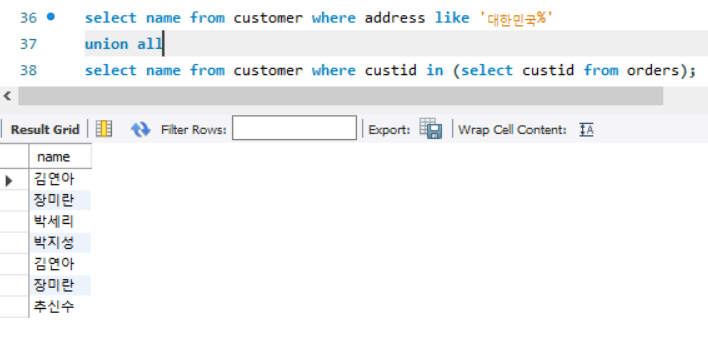 36 select name from customer where address like '대한민국%'
37 union all
38 select name from customer where custid in (select custid from orders);
Result Grid Filter Rows: Export: Wrap Cell Content: IA
name
김연아
장미란
박세리
박지성
김연아
장미란
추신수